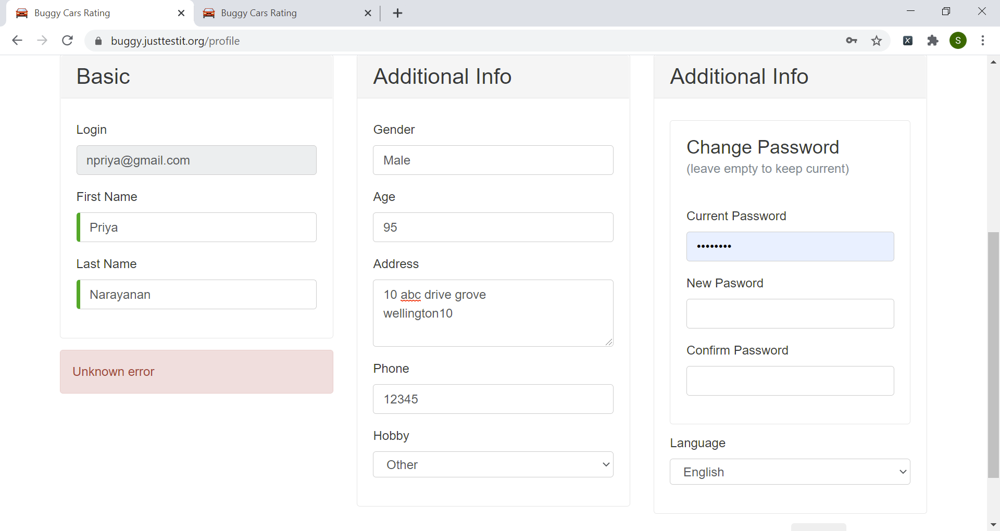 Buggy Cars Rating
Buggy Cars Rating
buggy.justtestit.org/profile
X
S
Basic
Login
npriya@gmail.com
First Name
Priya
Last Name
Narayanan
Unknown error
Additional Info
Gender
Male
Age
95
Address
10 abc drive grove
wellington10
Phone
12345
Hobby
Other
Additional Info
Change Password
(leave empty to keep current)
Current Password
••••••••
New Pasword
Confirm Password
Language
English